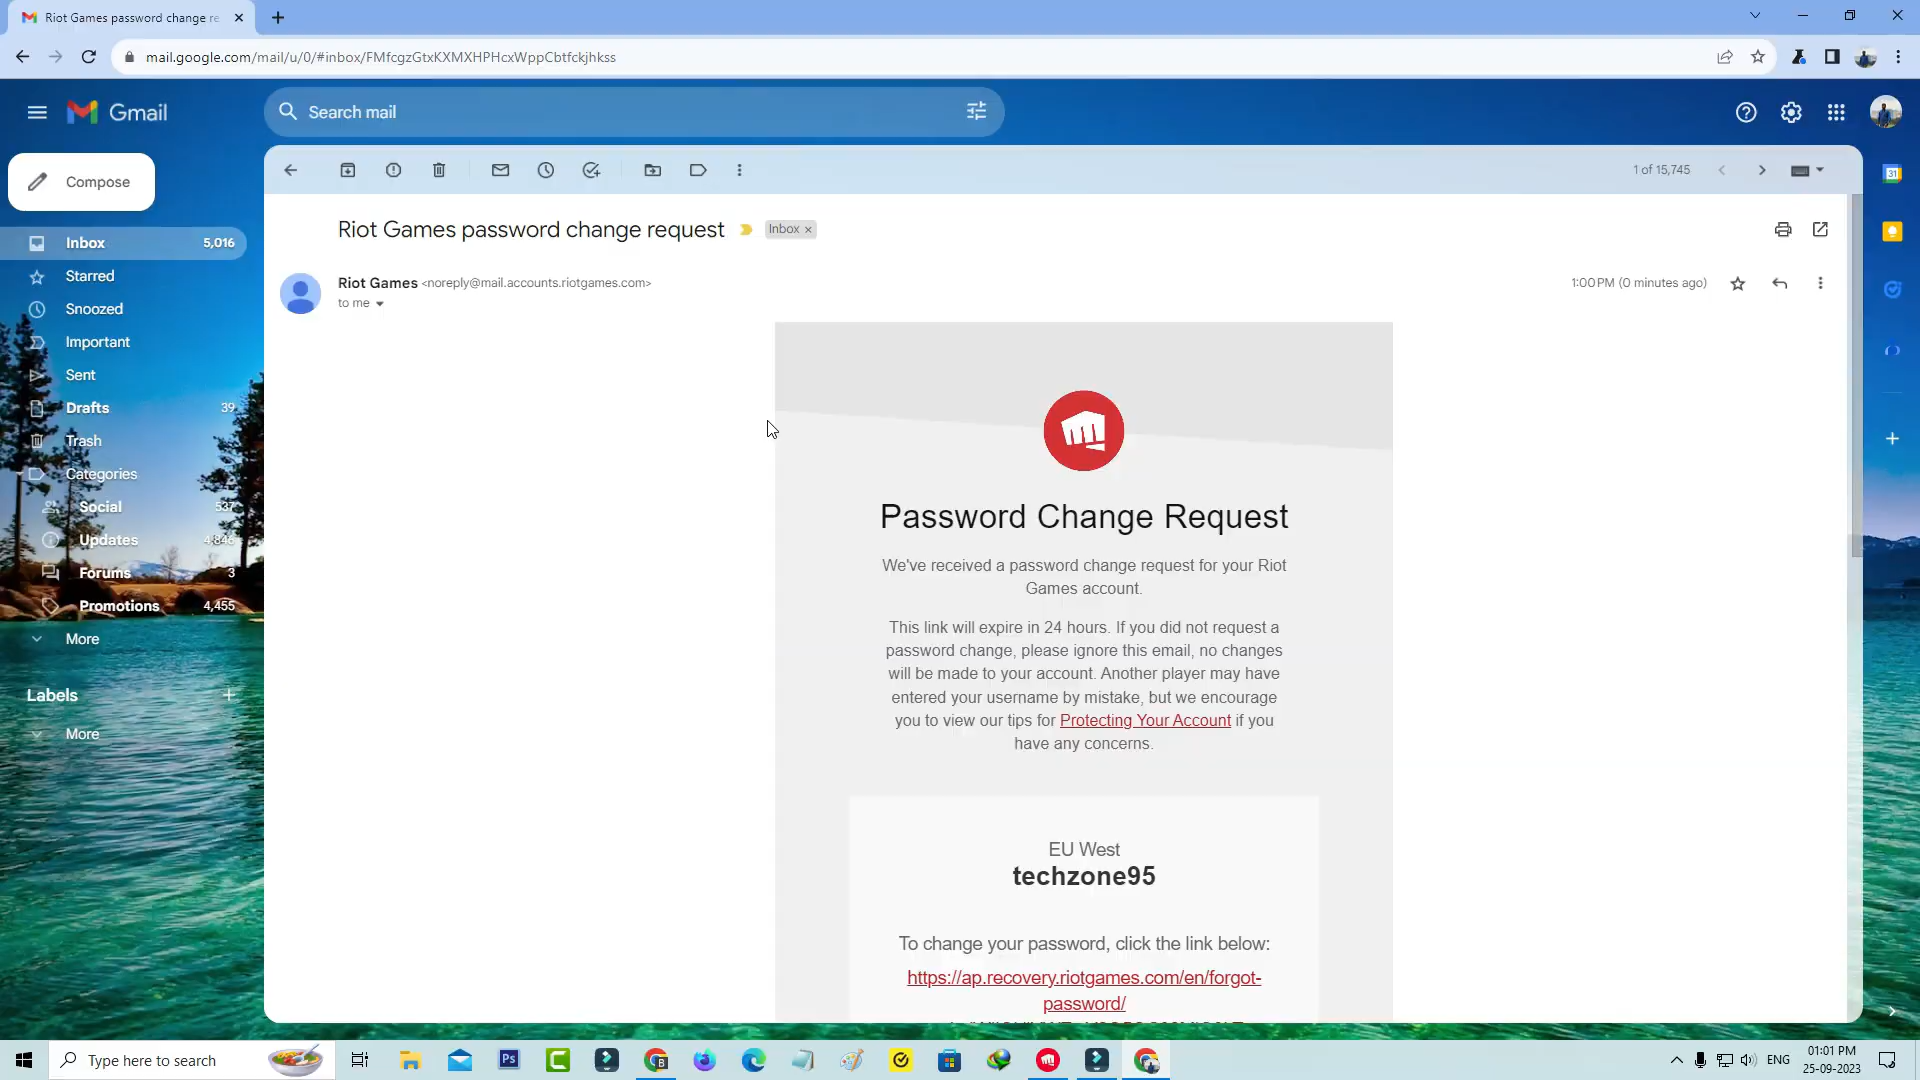 Riot Games password change re
mail.google.com/mail/u/0/#inbox/FMfcgzGtxKXMXHPHcxWppCbtfckjhkss
Gmail
Search mail
Compose
1 of 15,745
Riot Games password change request
Inbox ×
Inbox 5,016
Starred
Snoozed
Important
Sent
Drafts 39
Trash
Categories
Social 537
Updates 4,846
Forums 3
Promotions 4,455
More
Labels
More
Riot Games <noreply@mail.accounts.riotgames.com>
to me
1:00 PM (0 minutes ago)
Password Change Request
We've received a password change request for your Riot
Games account.
This link will expire in 24 hours. If you did not request a
password change, please ignore this email, no changes
will be made to your account. Another player may have
entered your username by mistake, but we encourage
you to view our tips for Protecting Your Account if you
have any concerns.
EU West
techzone95
To change your password, click the link below:
https://ap.recovery.riotgames.com/en/forgot-
password/
31
Type here to search
Ps
B
ENG
01:01 PM
25-09-2023